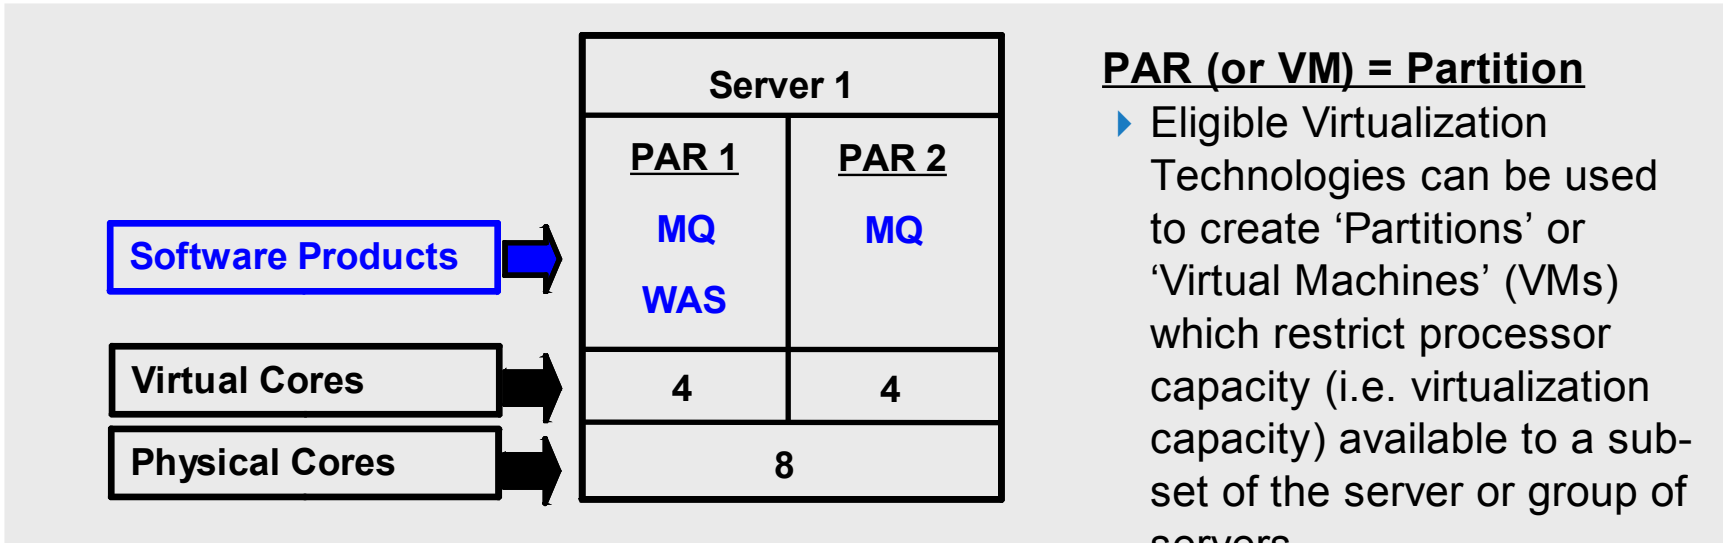 Server 1
PAR 1
PAR 2
MQ
MQ
WAS
Software Products
Virtual Cores
4
4
Physical Cores
8
PAR (or VM) = Partition
Eligible Virtualization
Technologies can be used
to create ‘Partitions’ or
‘Virtual Machines’ (VMs)
which restrict processor
capacity (i.e. virtualization
capacity) available to a sub-
set of the server or group of
servers